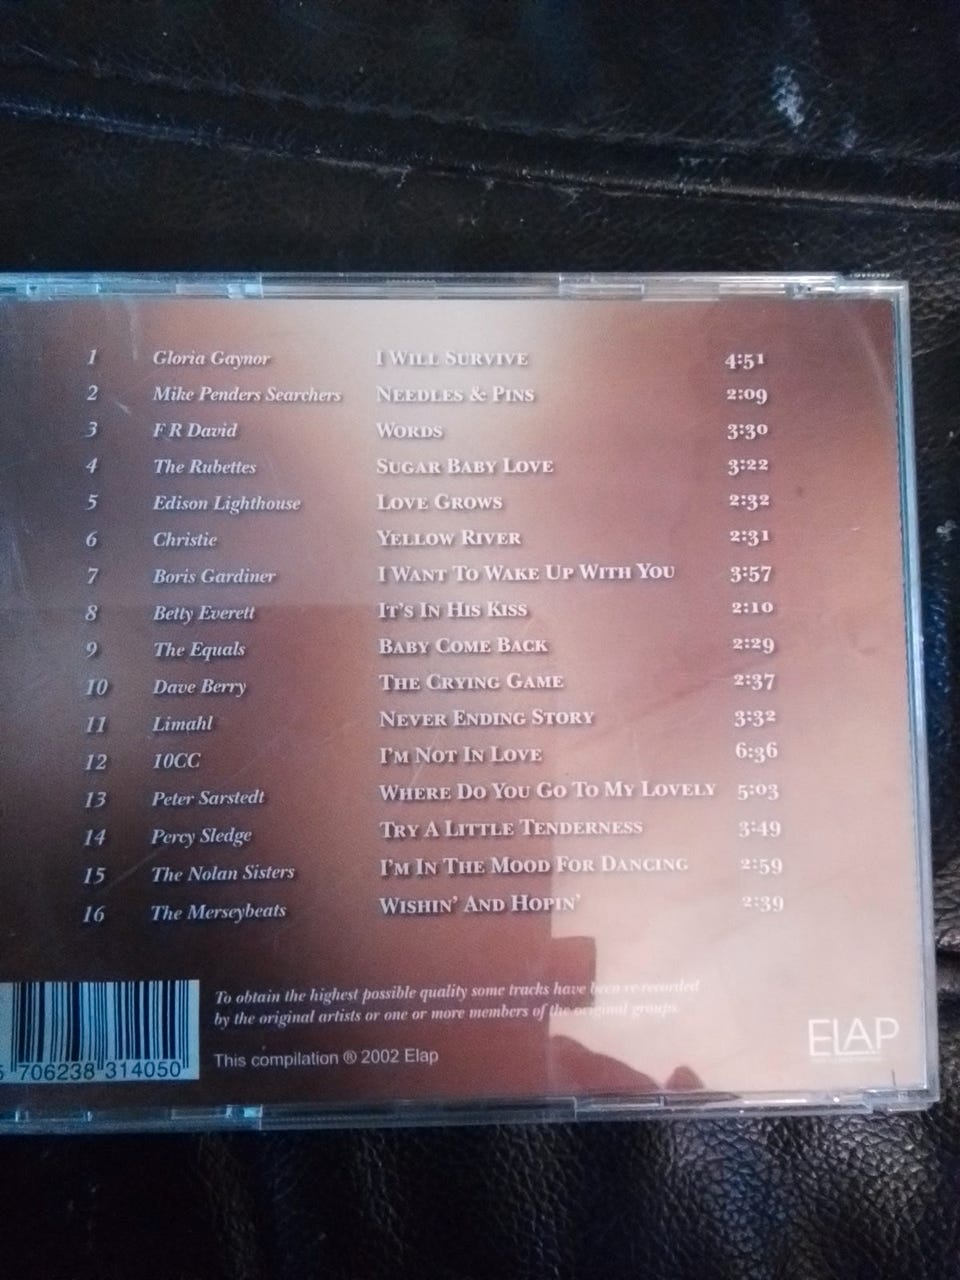 1 Gloria Gaynor I WILL SURVIVE 4:51
2 Mike Penders Searchers NEEDLES & PINS 2:09
3 F R David WORDS 3:30
4 The Rubettes SUGAR BABY LOVE 3:22
5 Edison Lighthouse LOVE GROWS 2:32
6 Christie YELLOW RIVER 2:31
7 Boris Gardiner I WANT TO WAKE UP WITH YOU 3:57
8 Betty Everett IT'S IN HIS KISS 2:10
9 The Equals BABY COME BACK 2:29
10 Dave Berry THE CRYING GAME 2:37
11 Limahl NEVER ENDING STORY 3:32
12 10CC I'M NOT IN LOVE 6:36
13 Peter Sarstedt WHERE DO YOU GO TO MY LOVELY 5:03
14 Percy Sledge TRY A LITTLE TENDERNESS 3:49
15 The Nolan Sisters I'M IN THE MOOD FOR DANCING 2:59
16 The Merseybeats WISHIN' AND HOPIN' 2:39
To obtain the highest possible quality some tracks have been re-recorded
by the original artists or one or more members of the original groups.
This compilation ® 2002 Elap
5 706238 314050
ELAP